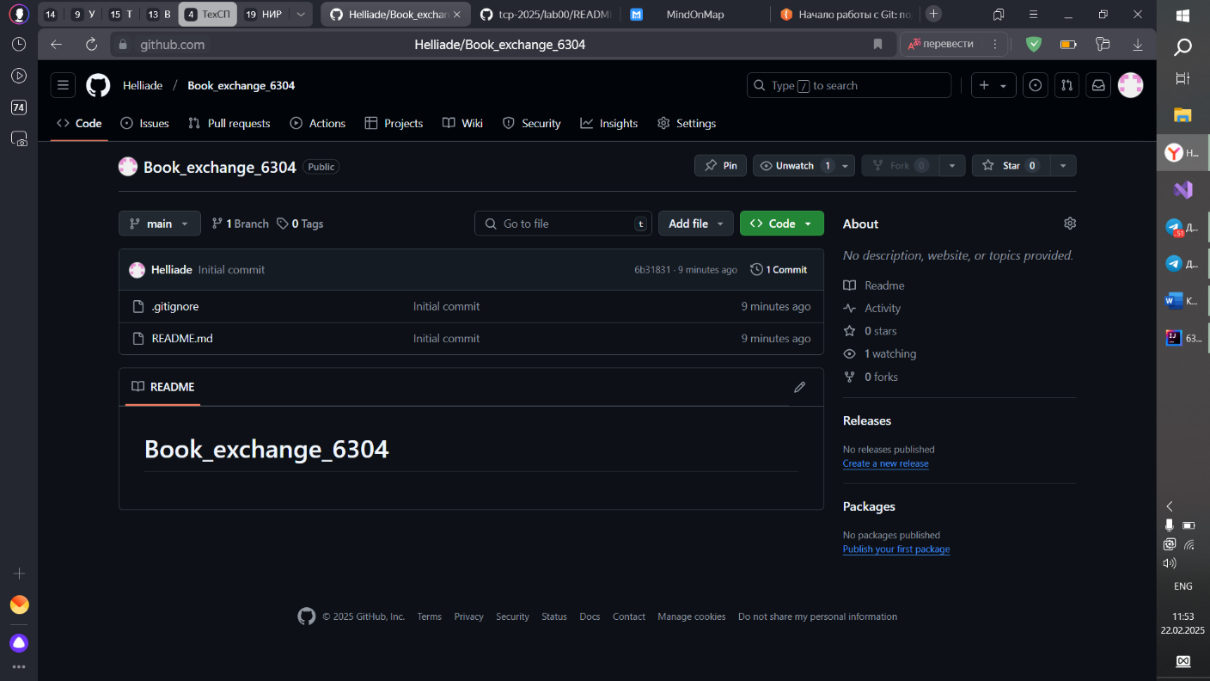 14 9 У 15 Т 13 В 4 ТехСП 19 НИР Helliade/Book_exchan tcp-2025/lab00/READM MindOnMap Начало работы с Git: по
github.com Helliade/Book_exchange_6304 перевести
74
Helliade / Book_exchange_6304 Type / to search
Code Issues Pull requests Actions Projects Wiki Security Insights Settings
Book_exchange_6304 Public Pin Unwatch 1 Fork 0 Star 0
main 1 Branch 0 Tags Go to file t Add file Code
Helliade Initial commit 6b31831 · 9 minutes ago 1 Commit
.gitignore Initial commit 9 minutes ago
README.md Initial commit 9 minutes ago
README
Book_exchange_6304
About
No description, website, or topics provided.
Readme
Activity
0 stars
1 watching
0 forks
Releases
No releases published
Create a new release
Packages
No packages published
Publish your first package
© 2025 GitHub, Inc. Terms Privacy Security Status Docs Contact Manage cookies Do not share my personal information
Д...
Д...
К...
63...
ENG
11:53
22.02.2025